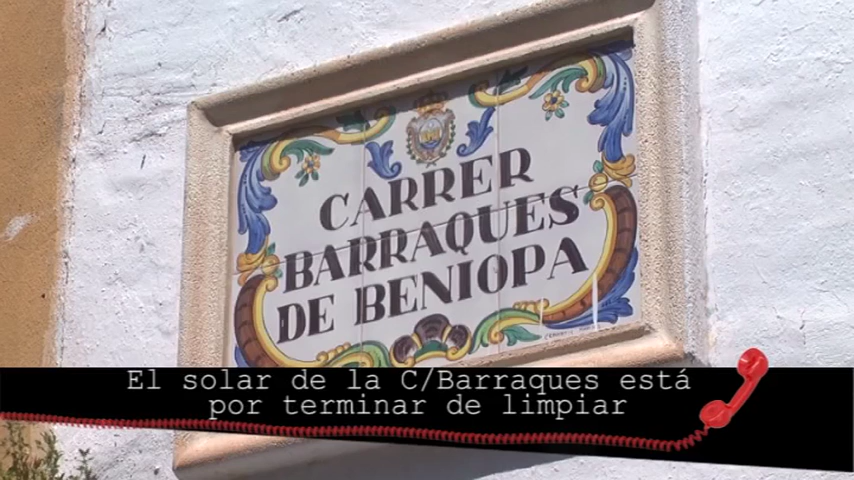 CARRER
BARRAQUES
DE BENIOPA
El solar de la C/Barraques está
por terminar de limpiar